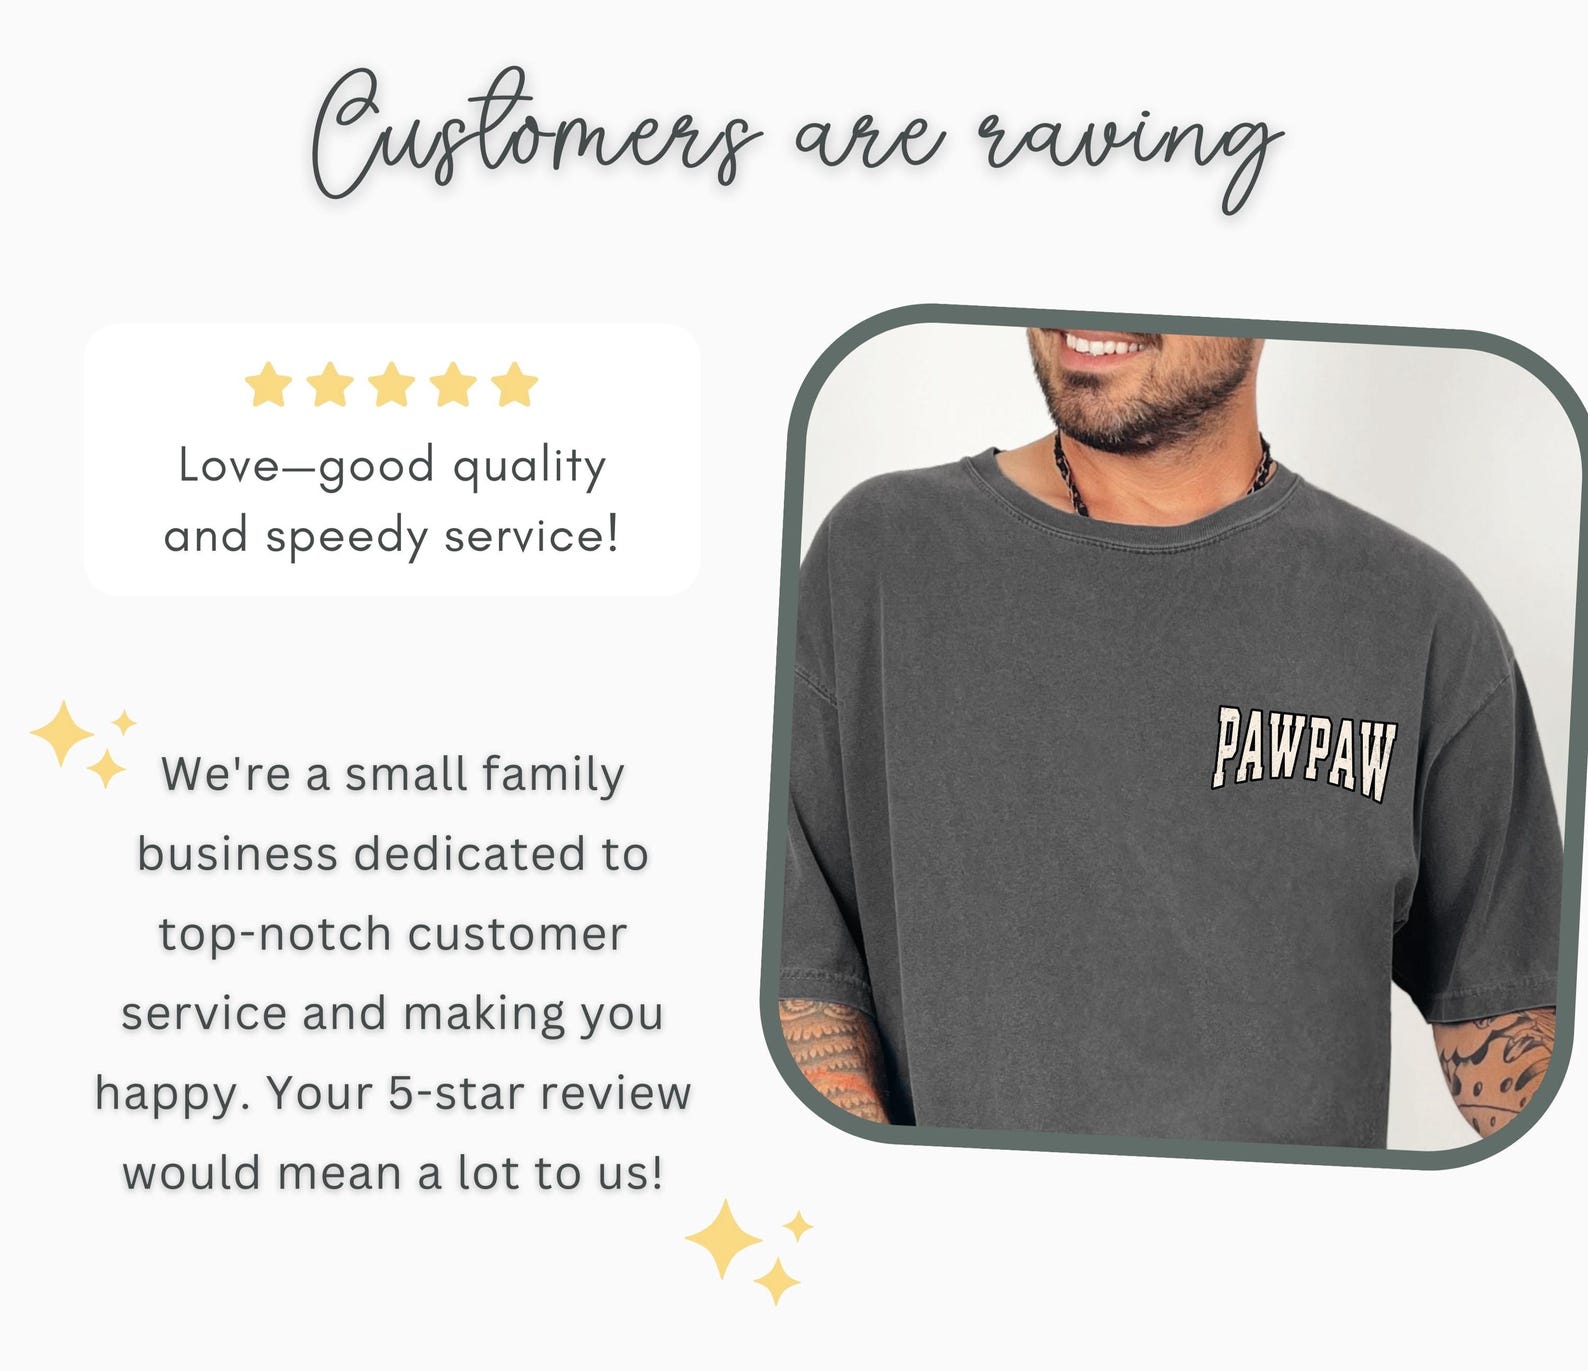 Customers are raving
Love—good quality
and speedy service!
We're a small family
business dedicated to
top-notch customer
service and making you
happy. Your 5-star review
would mean a lot to us!
PAWPAW